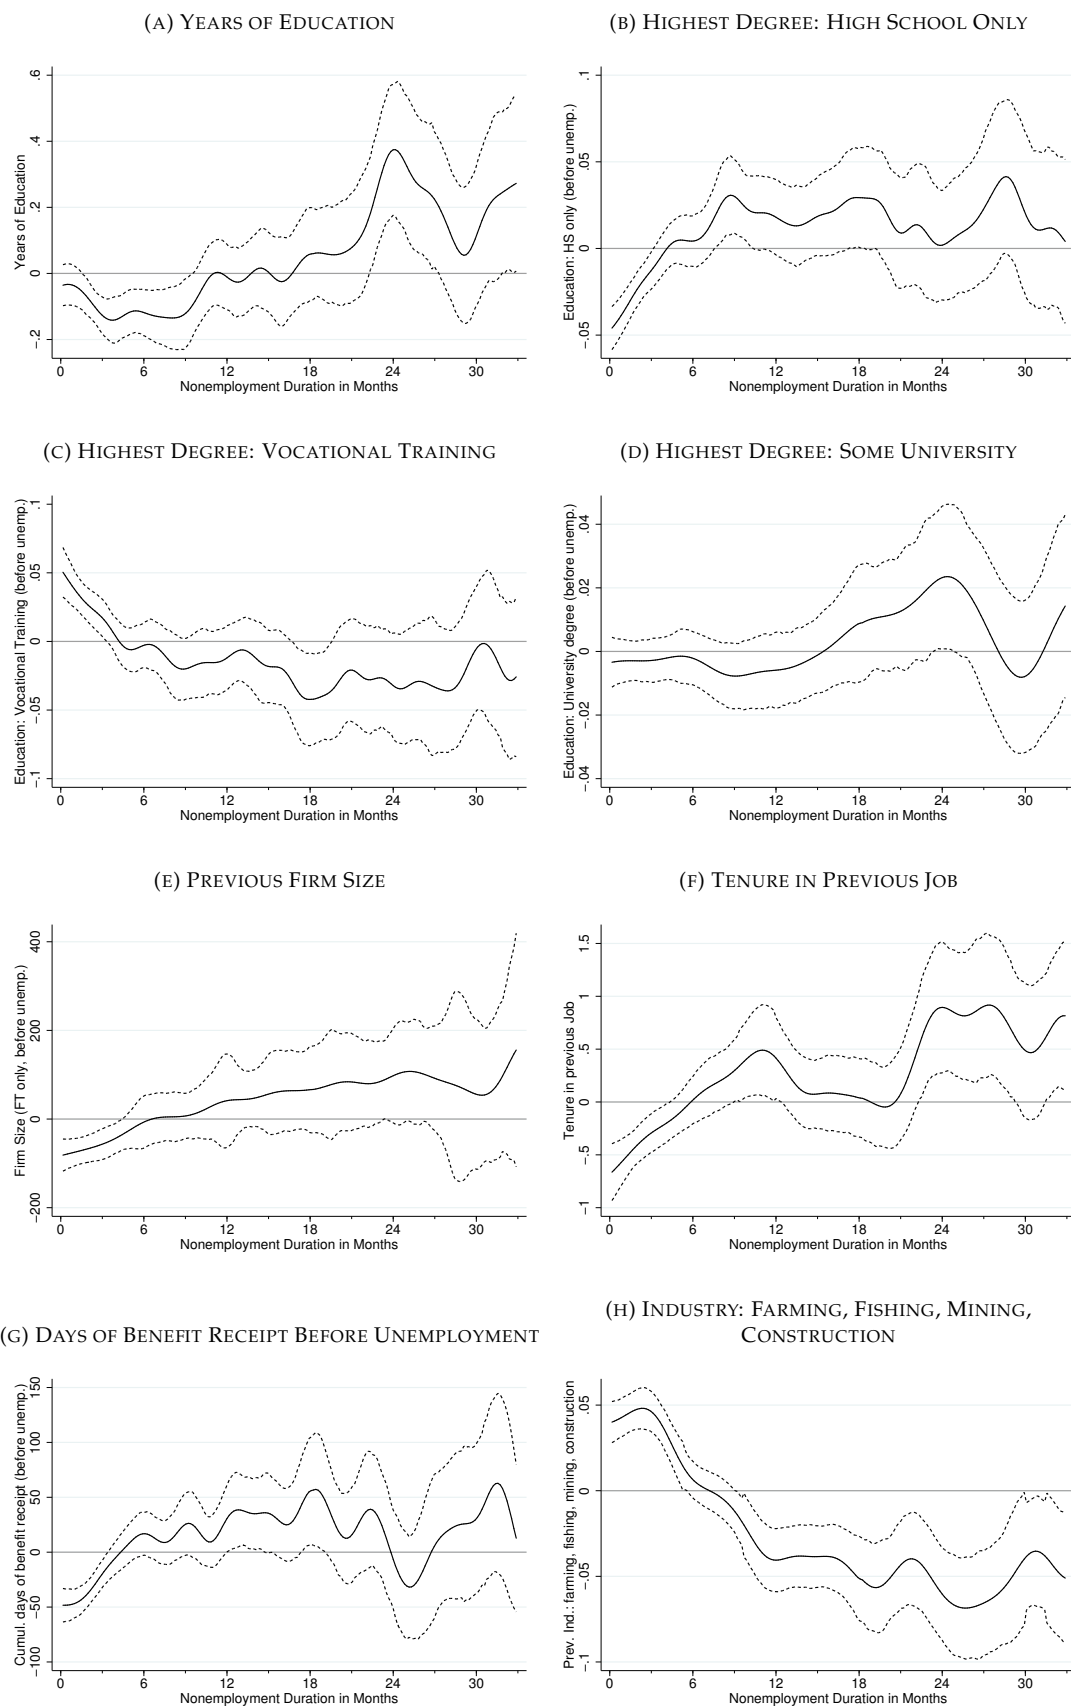 (A) YEARS OF EDUCATION
Years of Education
-.2 0 .2 .4 .6
0 6 12 18 24 30
Nonemployment Duration in Months
(B) HIGHEST DEGREE: HIGH SCHOOL ONLY
Education: HS only (before unemp.)
-.05 0 .05 .1
0 6 12 18 24 30
Nonemployment Duration in Months
(C) HIGHEST DEGREE: VOCATIONAL TRAINING
Education: Vocational Training (before unemp.)
-.1 -.05 0 .05 .1
0 6 12 18 24 30
Nonemployment Duration in Months
(D) HIGHEST DEGREE: SOME UNIVERSITY
Education: University degree (before unemp.)
-.04 -.02 0 .02 .04
0 6 12 18 24 30
Nonemployment Duration in Months
(E) PREVIOUS FIRM SIZE
Firm Size (FT only, before unemp.)
-200 0 200 400
0 6 12 18 24 30
Nonemployment Duration in Months
(F) TENURE IN PREVIOUS JOB
Tenure in previous Job
-1 -.5 0 .5 1 1.5
0 6 12 18 24 30
Nonemployment Duration in Months
(G) DAYS OF BENEFIT RECEIPT BEFORE UNEMPLOYMENT
Cumul. days of benefit receipt (before unemp.)
-100 -50 0 50 100 150
0 6 12 18 24 30
Nonemployment Duration in Months
(H) INDUSTRY: FARMING, FISHING, MINING,
CONSTRUCTION
Prev. Ind.: farming, fishing, mining, construction
-.1 -.05 0 .05
0 6 12 18 24 30
Nonemployment Duration in Months